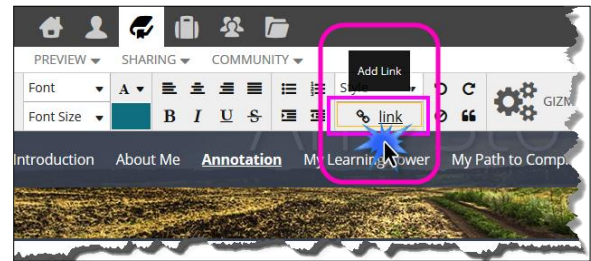 PREVIEW SHARING COMMUNITY
Add Link
Font A
Font Size B I U S link GIZM
Introduction About Me Annotation My Learning Power My Path to Comp.